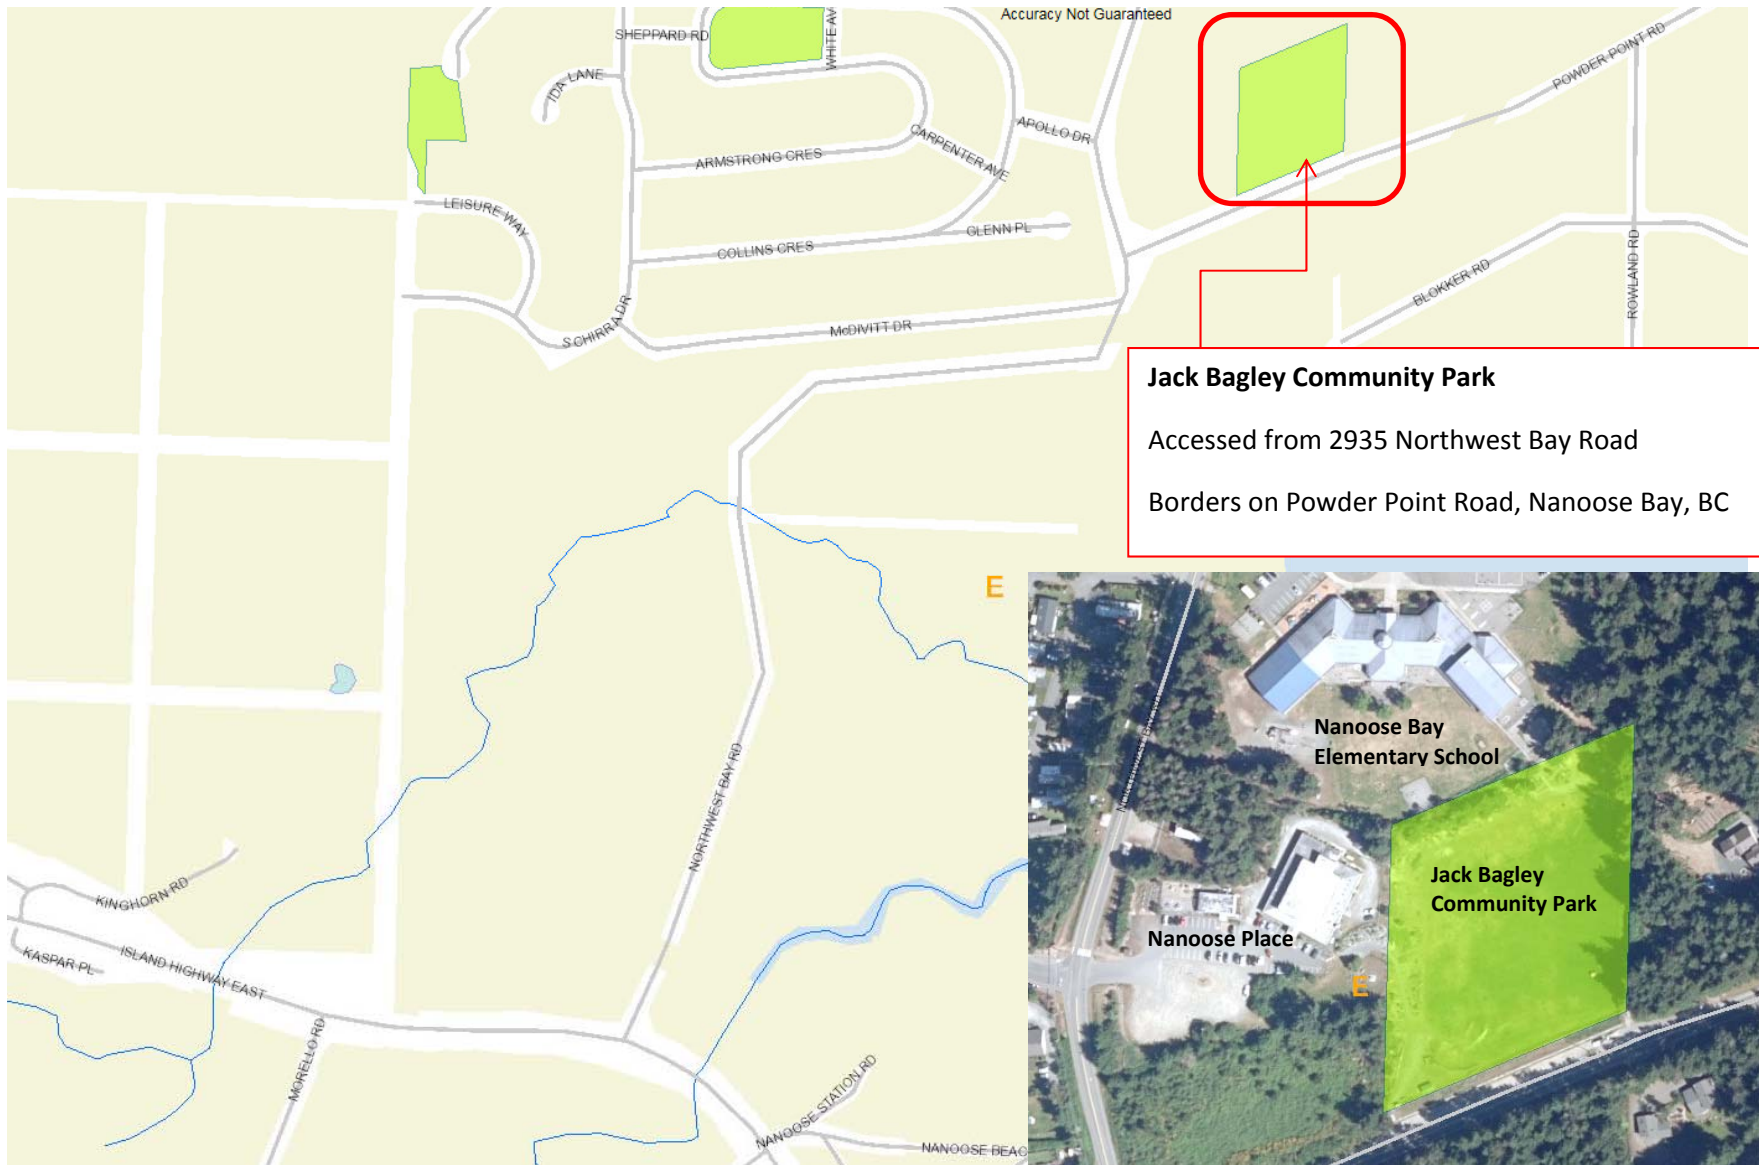 Accuracy Not Guaranteed
SHEPPARD RD
WHITE AV
IDA LANE
POWDER POINT RD
CARPENTER AVE
APOLLO DR
ARMSTRONG CRES
LEISURE WAY
GLENN PL
COLLINS CRES
ROWLAND RD
BLOKKER RD
SCHIRRA DR
McDIVITT DR
Jack Bagley Community Park
Accessed from 2935 Northwest Bay Road
Borders on Powder Point Road, Nanoose Bay, BC
E
NORTHWEST BAY RD
Nanoose Bay
Elementary School
Jack Bagley
Community Park
Nanoose Place
E
KINGHORN RD
KASPAR PL
ISLAND HIGHWAY EAST
MORELLO RD
NANOOSE STATION RD
NANOOSE BEAC